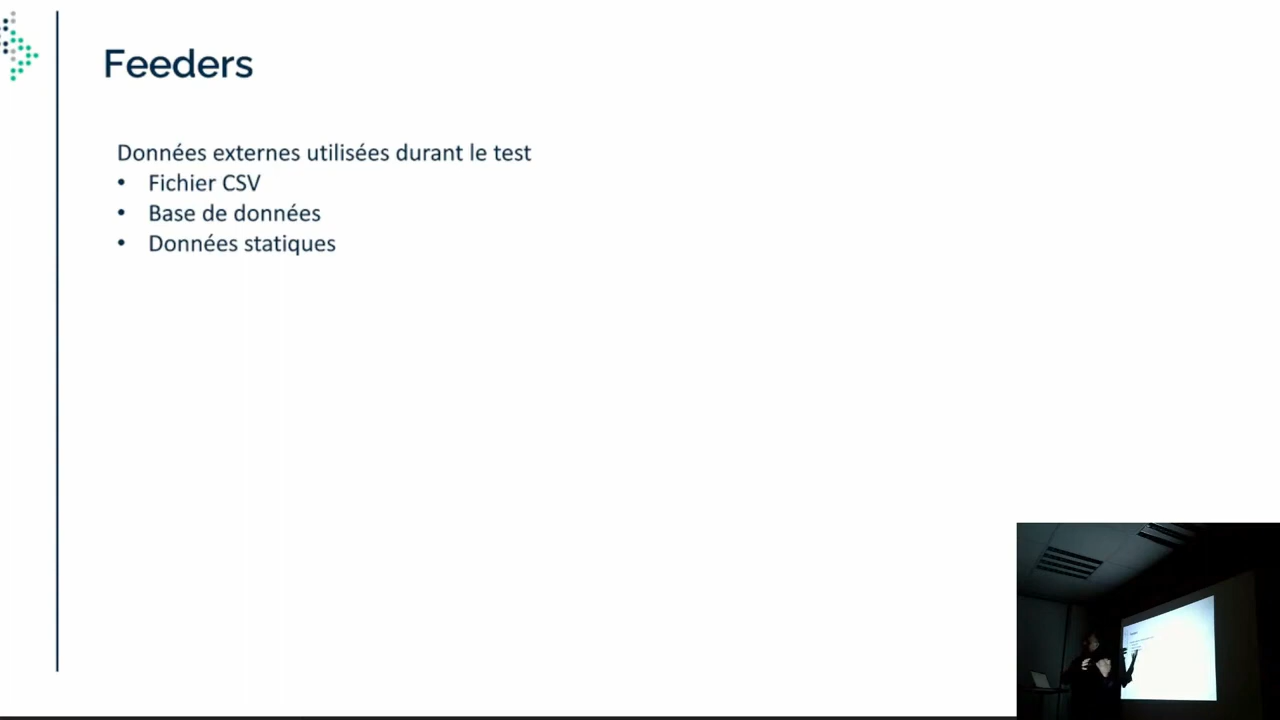 Feeders
Données externes utilisées durant le test
• Fichier CSV
• Base de données
• Données statiques